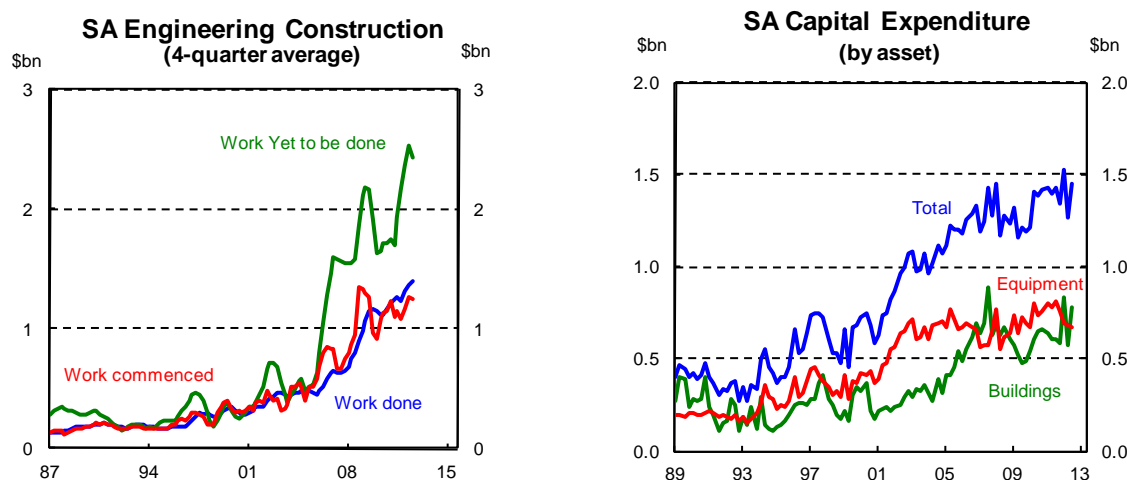 SA Engineering Construction
(4-quarter average)
$bn
$bn
3
3
Work Yet to be done
2
2
1
1
Work commenced
Work done
0
0
87
94
01
08
15
SA Capital Expenditure
(by asset)
$bn
$bn
2.0
2.0
1.5
1.5
Total
1.0
1.0
Equipment
0.5
0.5
Buildings
0.0
0.0
89
93
97
01
05
09
13